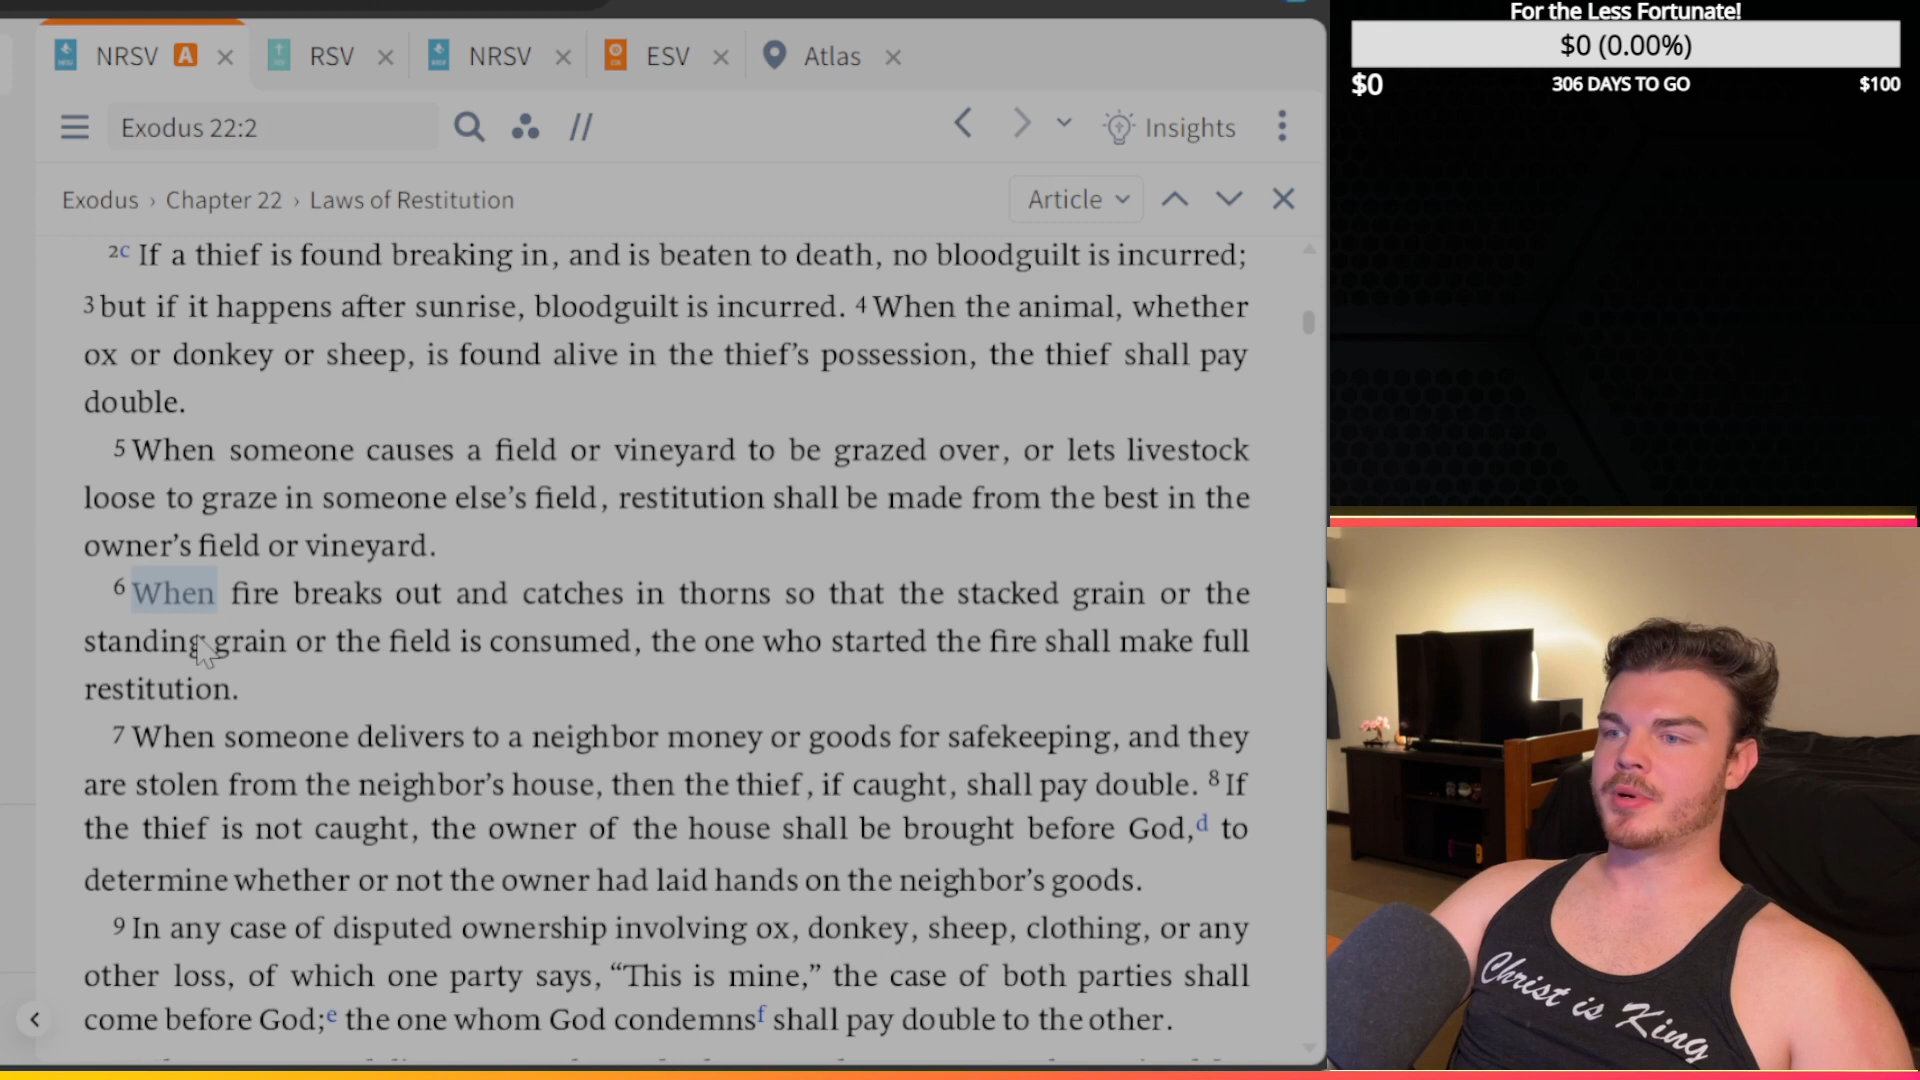 NRSV A RSV NRSV ESV Atlas
Exodus 22:2 // Insights
Exodus › Chapter 22 › Laws of Restitution Article
2c If a thief is found breaking in, and is beaten to death, no bloodguilt is incurred;
3 but if it happens after sunrise, bloodguilt is incurred. 4 When the animal, whether
ox or donkey or sheep, is found alive in the thief’s possession, the thief shall pay
double.
5 When someone causes a field or vineyard to be grazed over, or lets livestock
loose to graze in someone else’s field, restitution shall be made from the best in the
owner’s field or vineyard.
6 When fire breaks out and catches in thorns so that the stacked grain or the
standing grain or the field is consumed, the one who started the fire shall make full
restitution.
7 When someone delivers to a neighbor money or goods for safekeeping, and they
are stolen from the neighbor’s house, then the thief, if caught, shall pay double. 8 If
the thief is not caught, the owner of the house shall be brought before God,d to
determine whether or not the owner had laid hands on the neighbor’s goods.
9 In any case of disputed ownership involving ox, donkey, sheep, clothing, or any
other loss, of which one party says, “This is mine,” the case of both parties shall
come before God;e the one whom God condemnsf shall pay double to the other.
For the Less Fortunate!
$0 (0.00%)
$0 306 DAYS TO GO $100
Christ is King